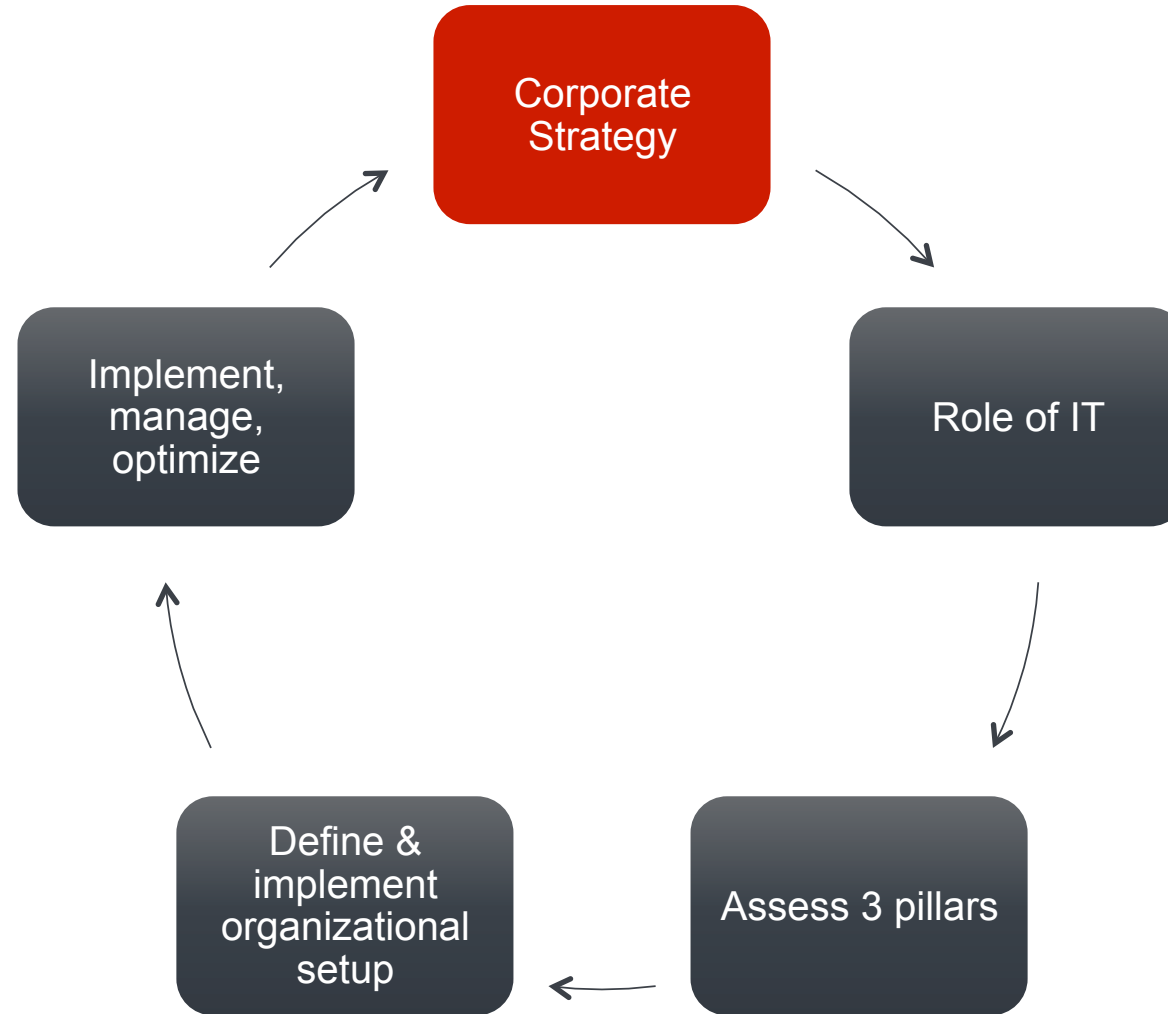 Corporate
Strategy
Role of IT
Assess 3 pillars
Define &
implement
organizational
setup
Implement,
manage,
optimize